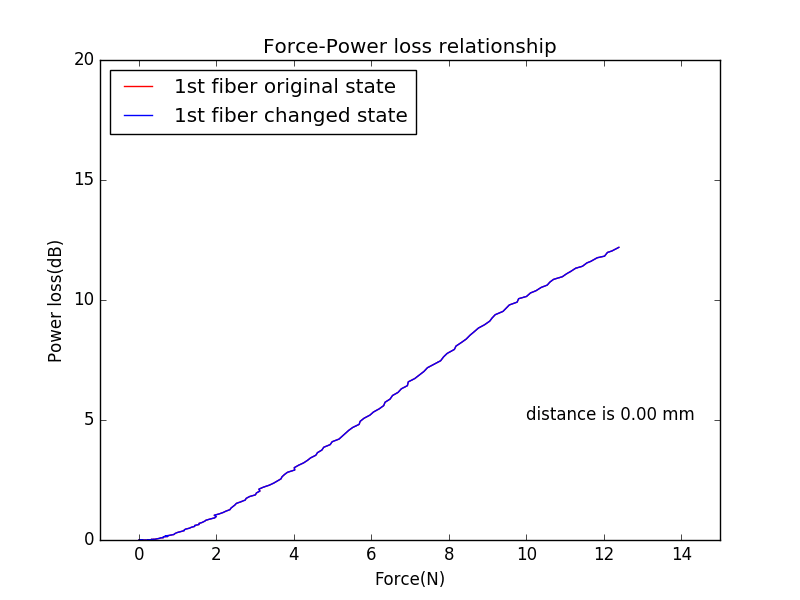 Force-Power loss relationship
1st fiber original state
1st fiber changed state
20
15
10
5
0
Power loss(dB)
distance is 0.00 mm
0 2 4 6 8 10 12 14
Force(N)